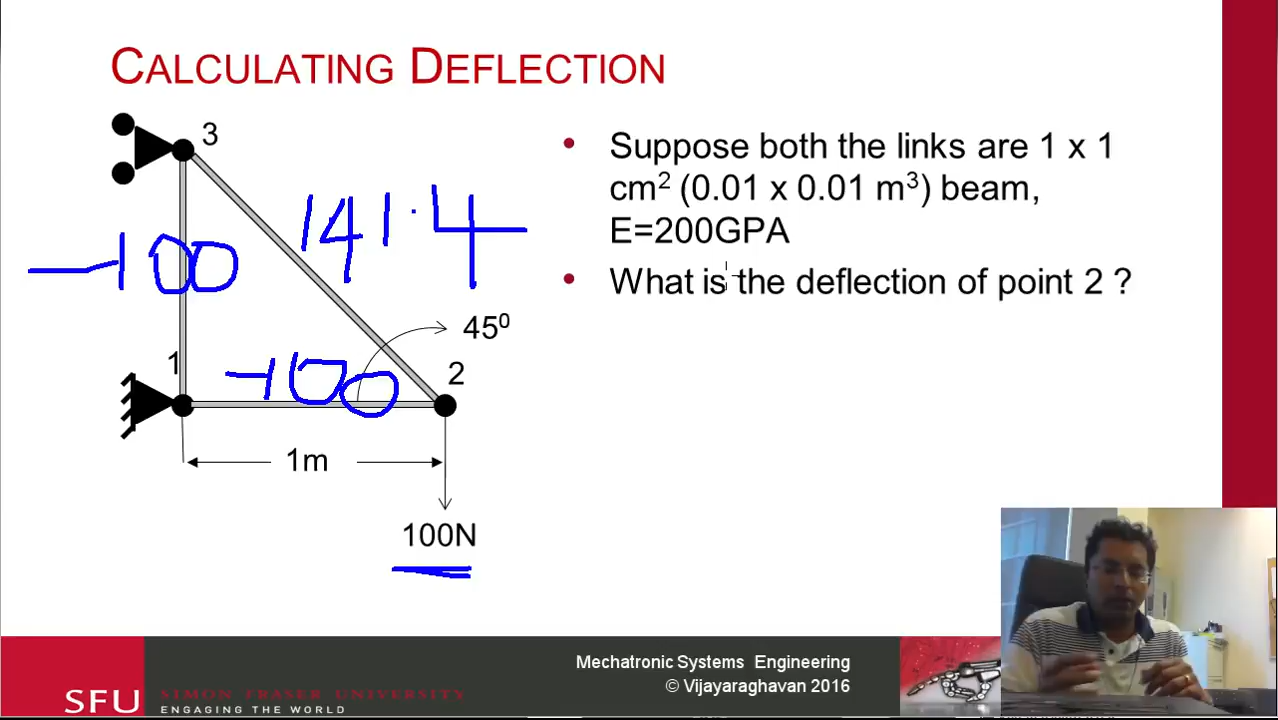 CALCULATING DEFLECTION
3
• Suppose both the links are 1 x 1
cm² (0.01 x 0.01 m³) beam,
E=200GPA
• What is the deflection of point 2 ?
141.4
-100
45⁰
1
-100
2
1m
100N
Mechatronic Systems Engineering
© Vijayaraghavan 2016
SFU
SIMON FRASER UNIVERSITY
ENGAGING THE WORLD